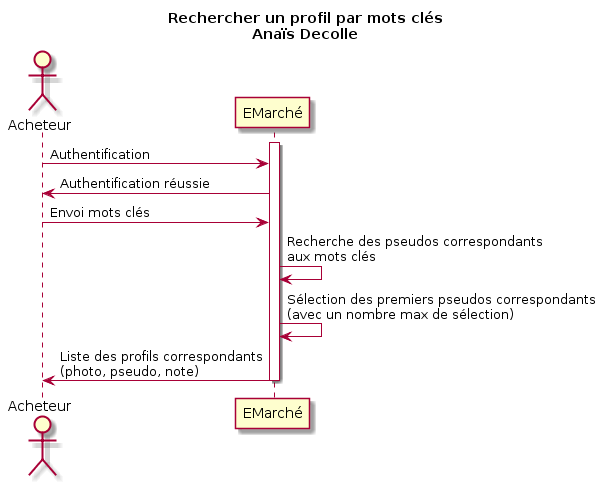 Rechercher un profil par mots clés
Anaïs Decolle
Acheteur
EMarché
Authentification
Authentification réussie
Envoi mots clés
Recherche des pseudos correspondants
aux mots clés
Sélection des premiers pseudos correspondants
(avec un nombre max de sélection)
Liste des profils correspondants
(photo, pseudo, note)
Acheteur
EMarché